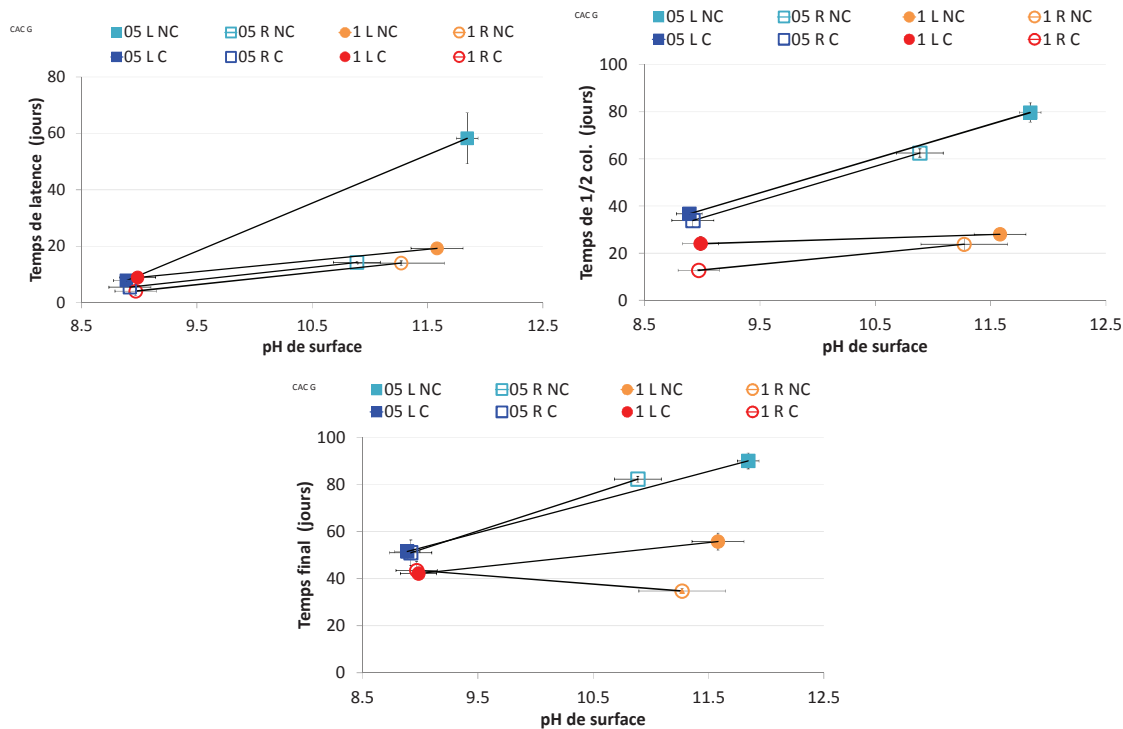 CAC G
05 L NC 05 R NC 1 L NC 1 R NC
05 L C 05 R C 1 L C 1 R C
80
60
40
20
0
8.5 9.5 10.5 11.5 12.5
Temps de latence (jours)
pH de surface
CAC G
05 L NC 05 R NC 1 L NC 1 R NC
05 L C 05 R C 1 L C 1 R C
100
80
60
40
20
0
8.5 9.5 10.5 11.5 12.5
Temps de 1/2 col. (jours)
pH de surface
CAC G
05 L NC 05 R NC 1 L NC 1 R NC
05 L C 05 R C 1 L C 1 R C
100
80
60
40
20
0
8.5 9.5 10.5 11.5 12.5
Temps final (jours)
pH de surface